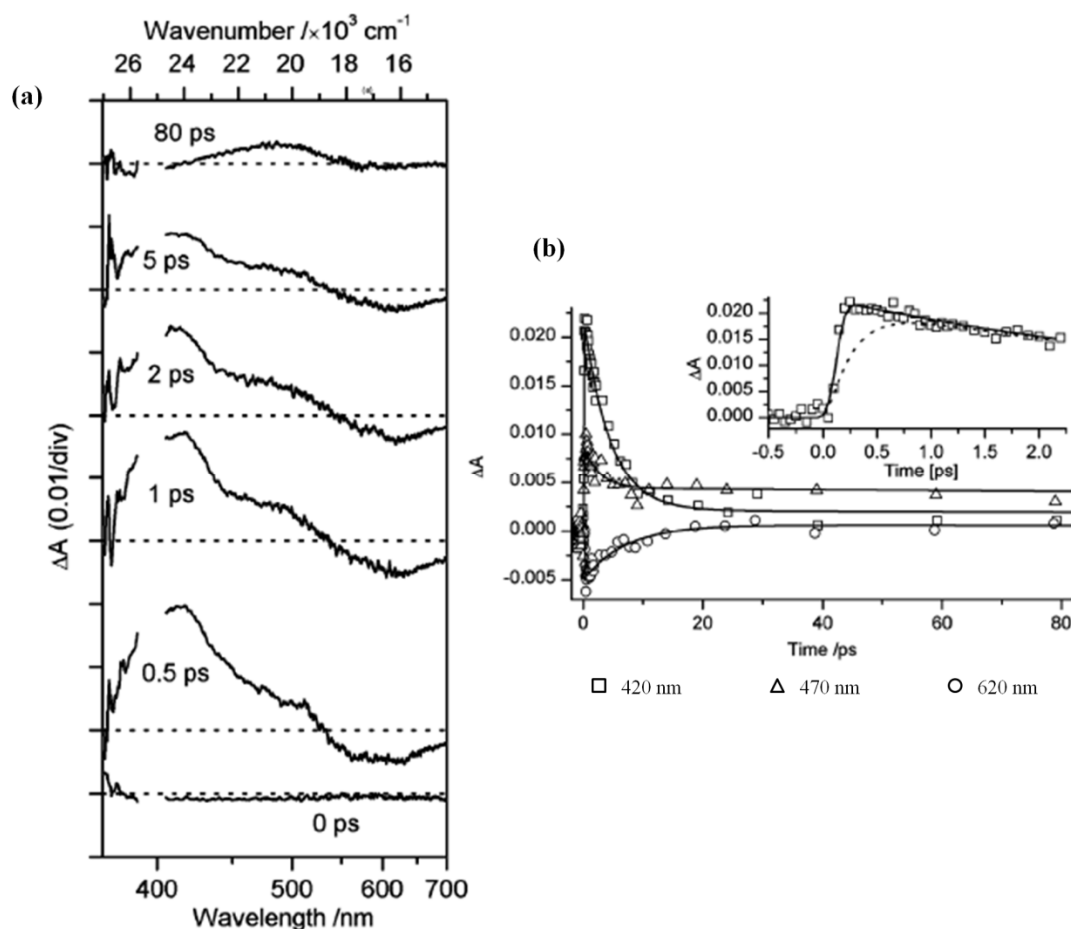 Wavenumber /×10³ cm⁻¹
26 24 22 20 18 16
(a)
80 ps
5 ps
2 ps
1 ps
0.5 ps
0 ps
ΔA (0.01/div)
400 500 600 700
Wavelength /nm
(b)
0.020
0.015
0.010
0.005
0.000
-0.005
ΔA
0 20 40 60 80
Time /ps
0.020
0.015
0.010
0.005
0.000
ΔA
-0.5 0.0 0.5 1.0 1.5 2.0
Time [ps]
420 nm 470 nm 620 nm